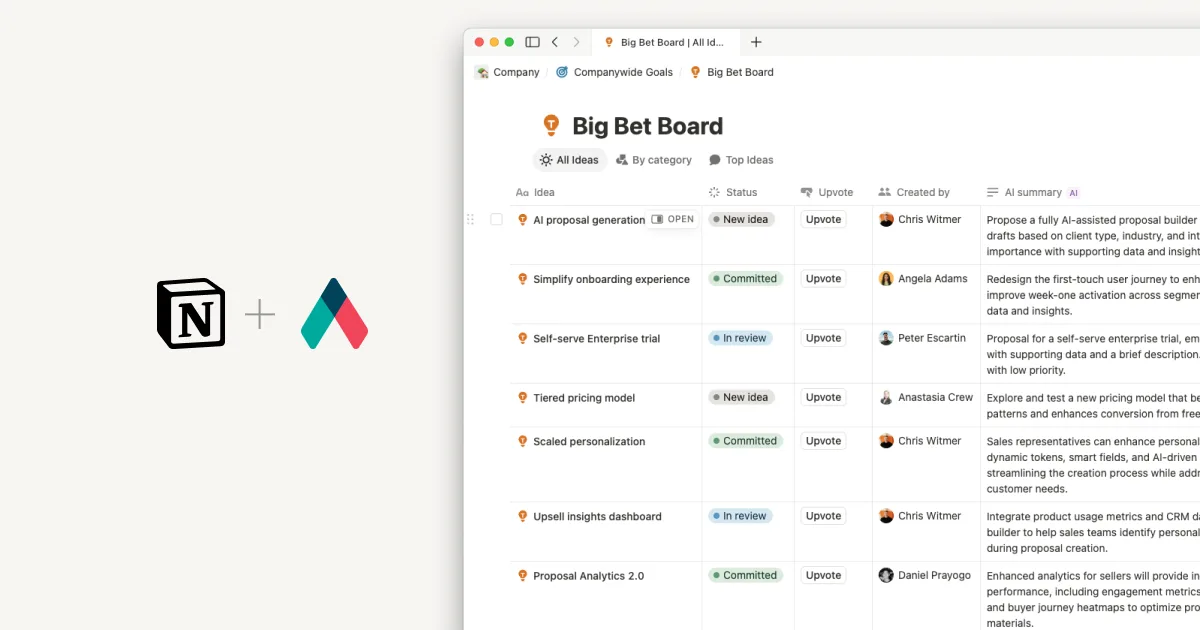 Big Bet Board | All Id...
Company / Companywide Goals / Big Bet Board
Big Bet Board
All Ideas By category Top Ideas
Aa Idea Status Upvote Created by AI summary AI
AI proposal generation OPEN New idea Upvote Chris Witmer Propose a fully AI-assisted proposal builder
drafts based on client type, industry, and int
importance with supporting data and insight
Simplify onboarding experience Committed Upvote Angela Adams Redesign the first-touch user journey to enh
improve week-one activation across segmen
data and insights.
Self-serve Enterprise trial In review Upvote Peter Escartin Proposal for a self-serve enterprise trial, em
with supporting data and a brief description.
with low priority.
Tiered pricing model New idea Upvote Anastasia Crew Explore and test a new pricing model that be
patterns and enhances conversion from free
Scaled personalization Committed Upvote Chris Witmer Sales representatives can enhance personal
dynamic tokens, smart fields, and AI-driven
streamlining the creation process while addr
customer needs.
Upsell insights dashboard In review Upvote Chris Witmer Integrate product usage metrics and CRM da
builder to help sales teams identify personal
during proposal creation.
N
Proposal Analytics 2.0 Committed Upvote Daniel Prayogo Enhanced analytics for sellers will provide in
performance, including engagement metrics
and buyer journey heatmaps to optimize pro
materials.